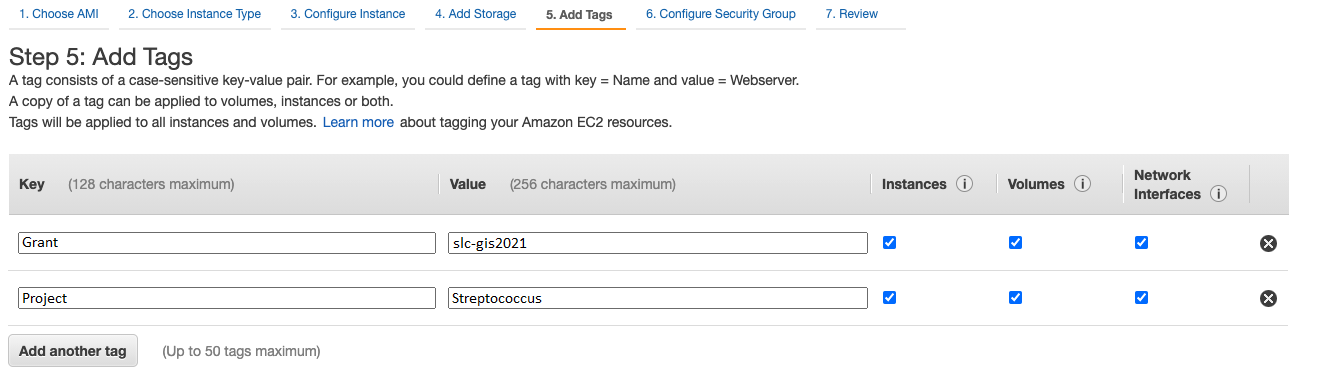 1. Choose AMI 2. Choose Instance Type 3. Configure Instance 4. Add Storage 5. Add Tags 6. Configure Security Group 7. Review
Step 5: Add Tags
A tag consists of a case-sensitive key-value pair. For example, you could define a tag with key = Name and value = Webserver.
A copy of a tag can be applied to volumes, instances or both.
Tags will be applied to all instances and volumes. Learn more about tagging your Amazon EC2 resources.
Key (128 characters maximum) Value (256 characters maximum) Instances i Volumes i Network
Interfaces i
Grant slc-gis2021
Project Streptococcus
Add another tag (Up to 50 tags maximum)